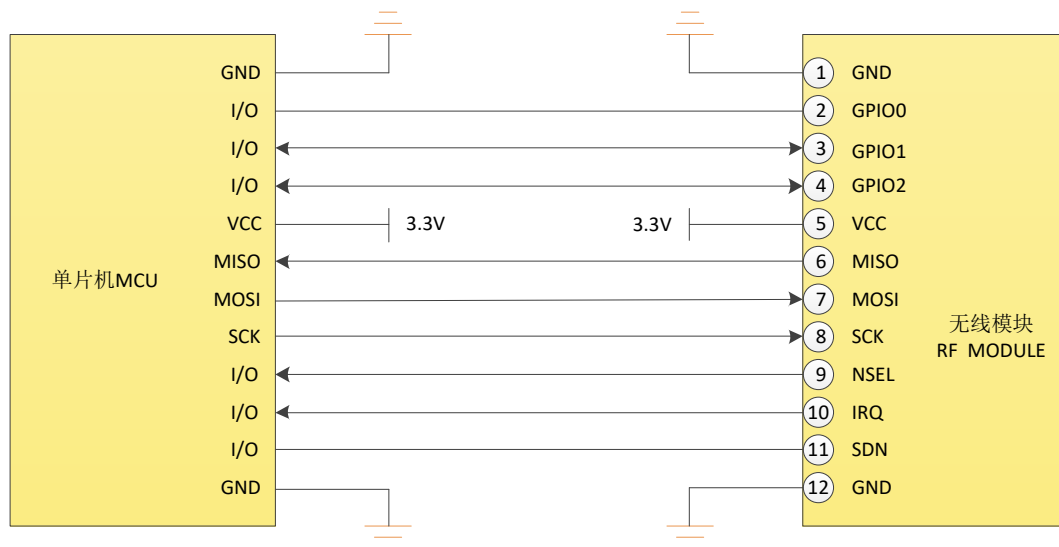 GND
1
GND
I/O
2
GPIO0
I/O
3
GPIO1
I/O
4
GPIO2
VCC
3.3V
3.3V
5
VCC
MISO
6
MISO
单片机MCU
MOSI
7
MOSI
SCK
8
SCK
无线模块
RF MODULE
I/O
9
NSEL
I/O
10
IRQ
I/O
11
SDN
GND
12
GND